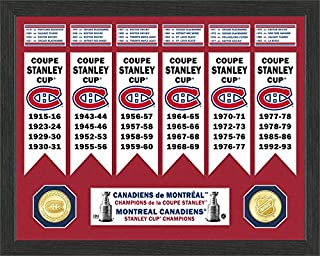 COUPE STANLEY CUP
1915-16
1923-24
1929-30
1930-31
COUPE STANLEY CUP
1943-44
1945-46
1952-53
1955-56
COUPE STANLEY CUP
1956-57
1957-58
1958-59
1959-60
COUPE STANLEY CUP
1964-65
1965-66
1967-68
1968-69
COUPE STANLEY CUP
1970-71
1972-73
1975-76
1976-77
COUPE STANLEY CUP
1977-78
1978-79
1985-86
1992-93
CANADIENS de MONTRÉAL™
CHAMPIONS de la COUPE STANLEY™
MONTREAL CANADIENS®
STANLEY CUP® CHAMPIONS